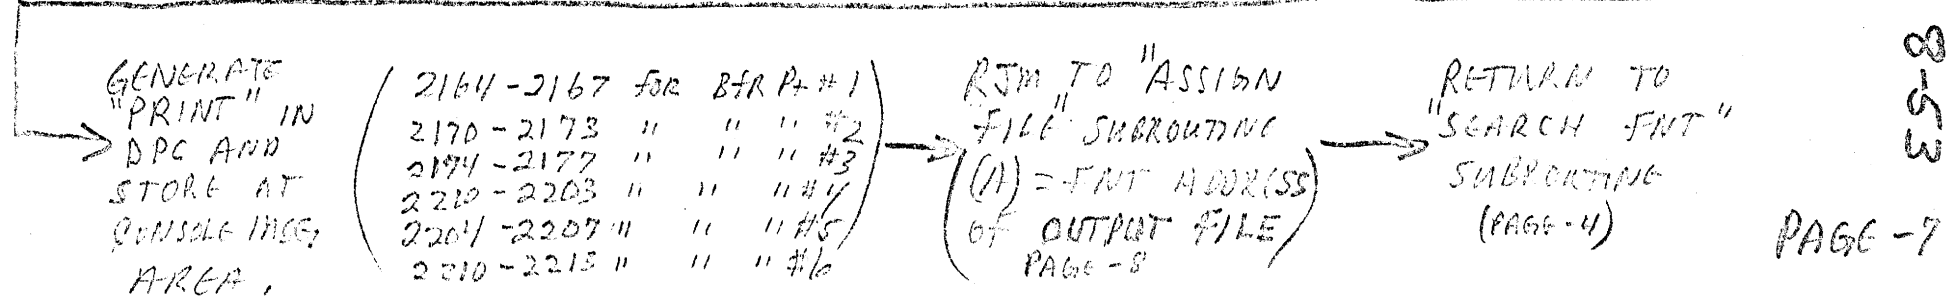 GENERATE
"PRINT" IN
DPC AND
STORE AT
CONSOLE
AREA.
2164-2167 FOR BFR Pt #1
2170-2173 " " " #2
2174-2177 " " " #3
2200-2203 " " " #4
2204-2207 " " " #5
2210-2213 " " " #6
RJM TO "ASSIGN
FILE" SUBROUTINE
(A) = FNT ADDRESS
OF OUTPUT FILE
PAGE-8
RETURN TO
"SEARCH FNT"
SUBROUTINE
(PAGE-4)
8-53
PAGE-7